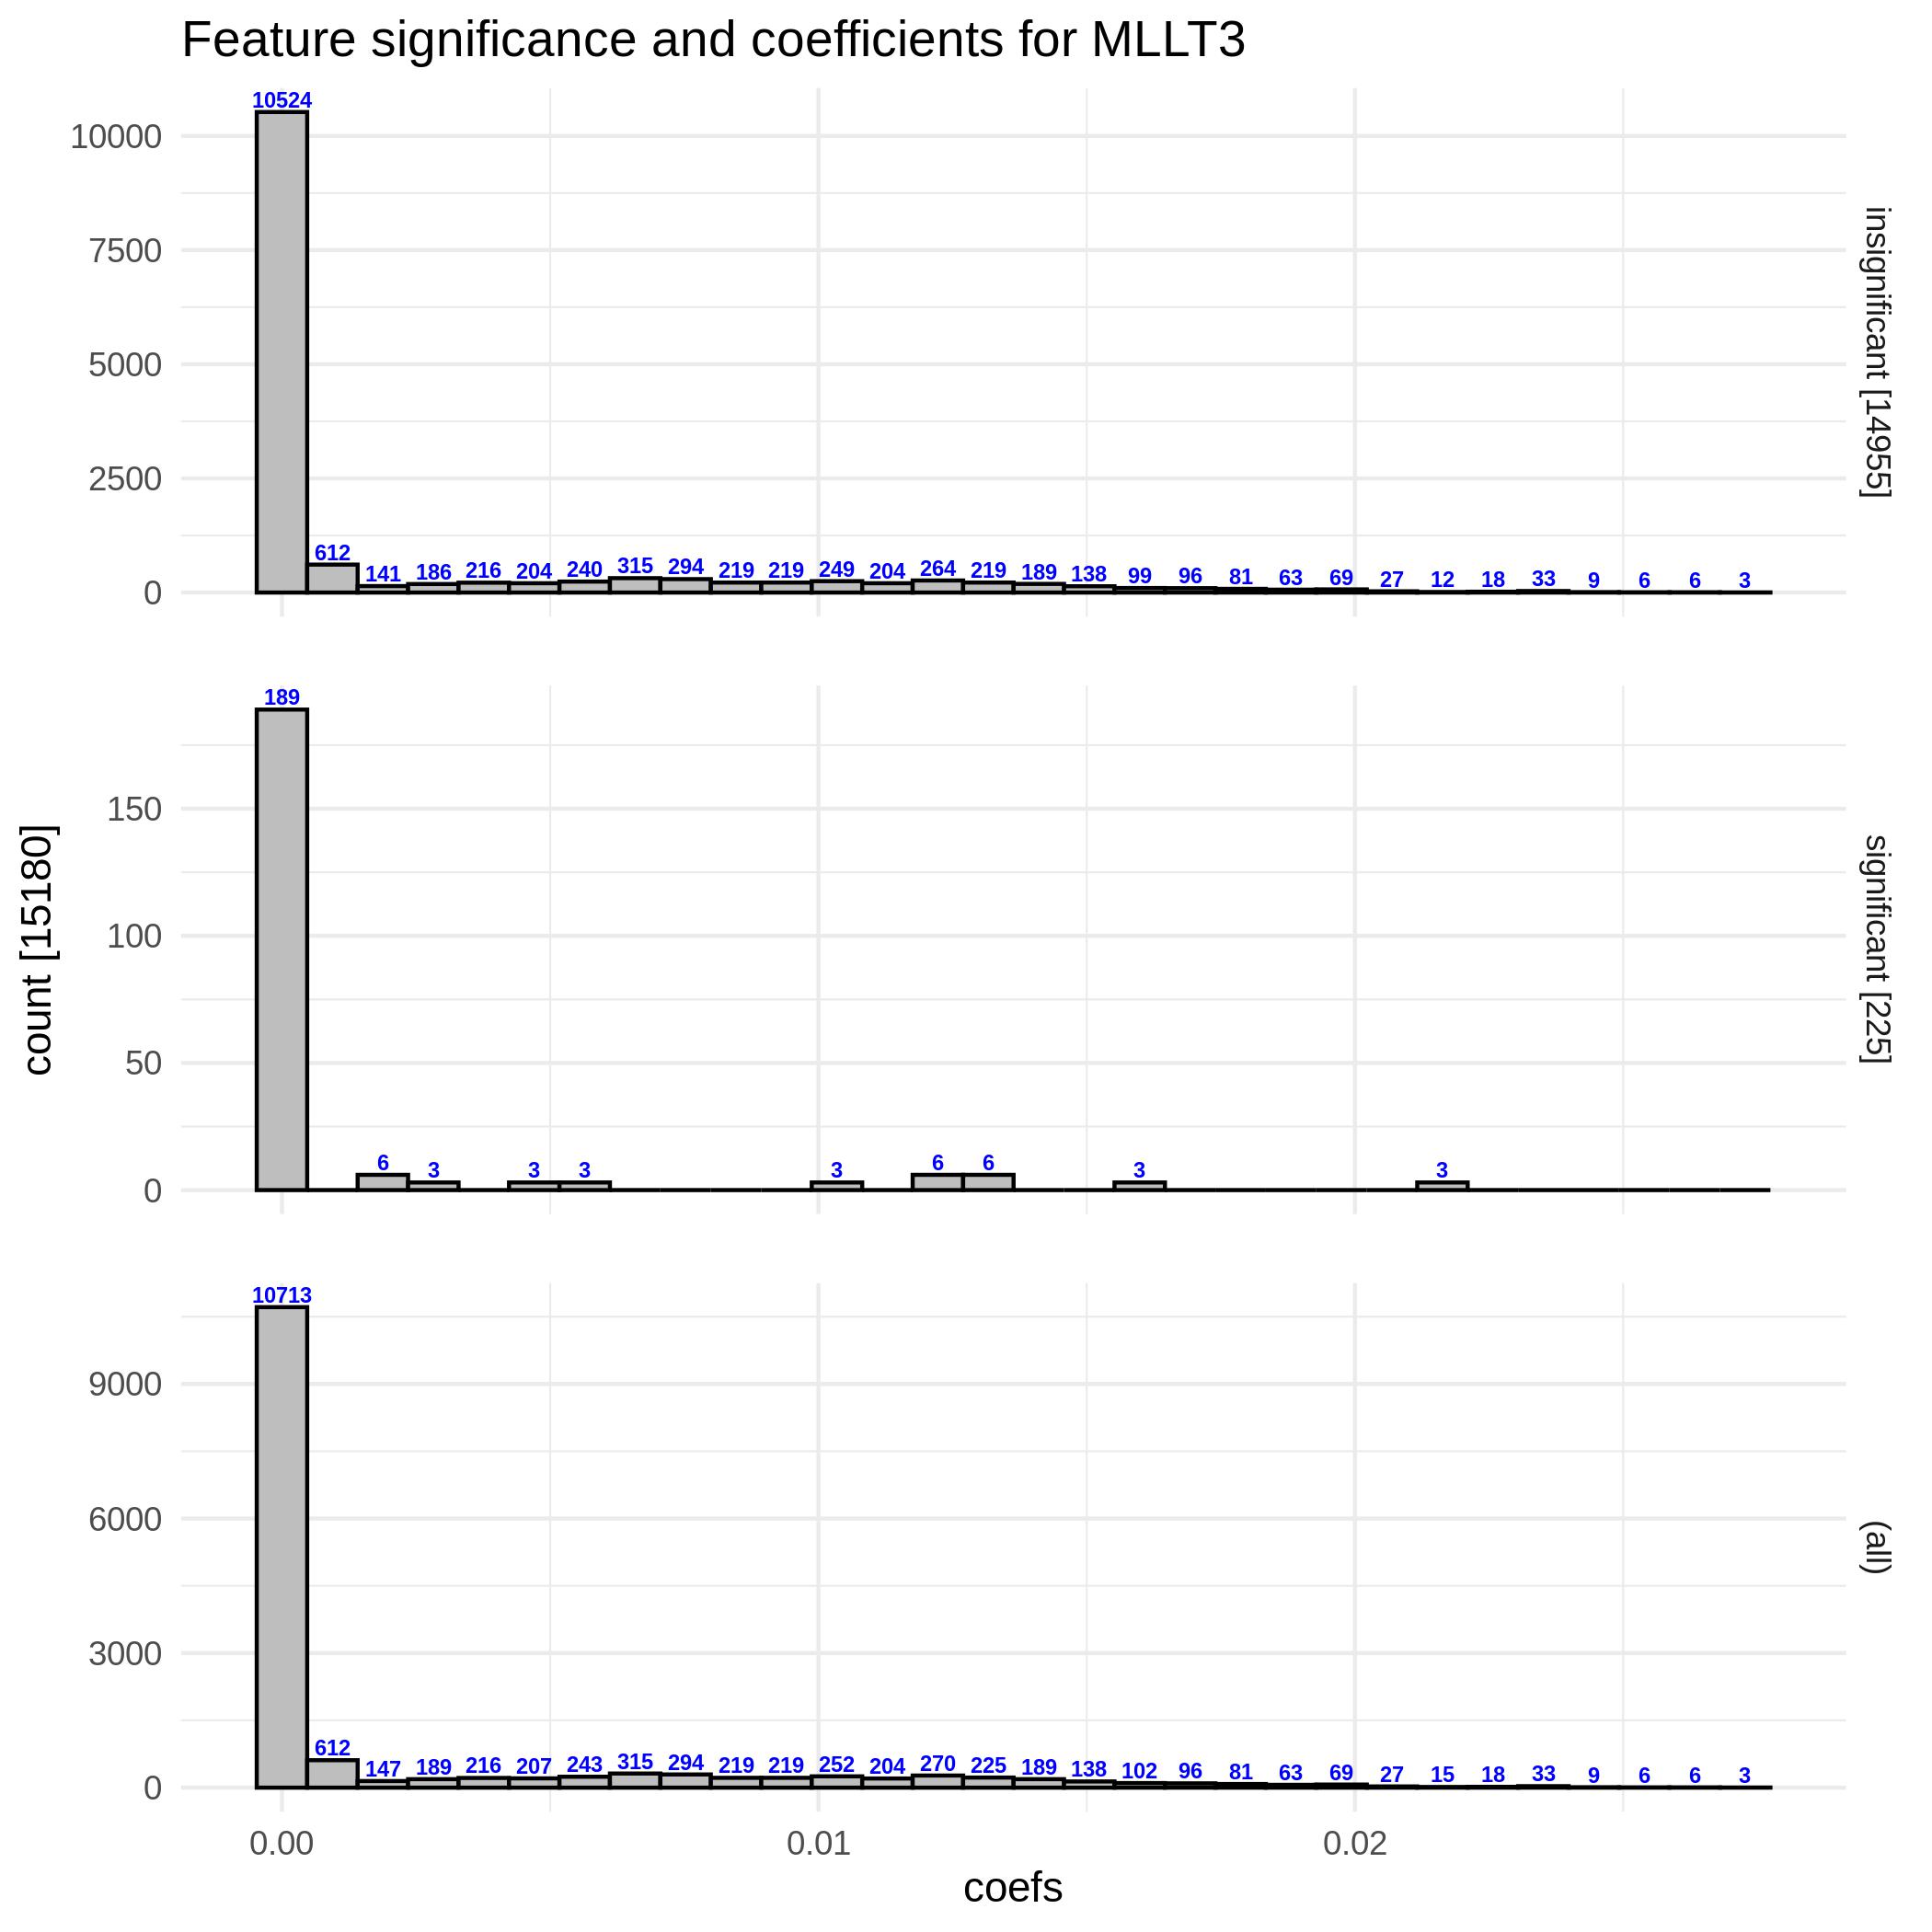 Feature significance and coefficients for MLLT3
10524
10000
7500
5000
2500
0
612 141 186 216 204 240 315 294 219 219 249 204 264 219 189 138 99 96 81 63 69 27 12 18 33 9 6 6 3
insignificant [14955]
189
150
100
50
0
6 3 3 3 3 6 6 3 3
significant [225]
count [15180]
10713
9000
6000
3000
0
612 147 189 216 207 243 315 294 219 219 252 204 270 225 189 138 102 96 81 63 69 27 15 18 33 9 6 6 3
(all)
0.00 0.01 0.02
coefs